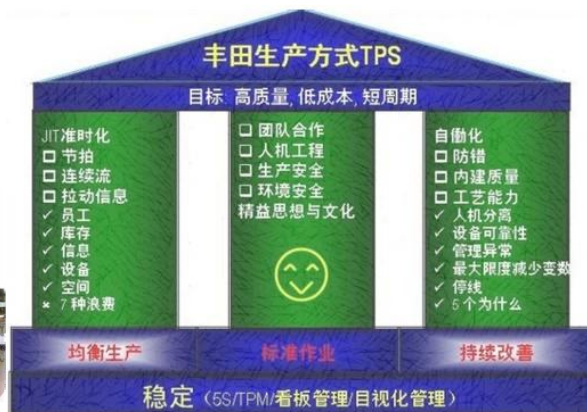 丰田生产方式TPS
目标: 高质量, 低成本, 短周期
JIT准时化
□ 节拍
□ 连续流
□ 拉动信息
✓ 员工
✓ 库存
✓ 信息
✓ 设备
✓ 空间
× 7种浪费
□ 团队合作
□ 人机工程
□ 生产安全
□ 环境安全
精益思想与文化
自働化
□ 防错
□ 内建质量
□ 工艺能力
✓ 人机分离
✓ 设备可靠性
✓ 管理异常
✓ 最大限度减少变数
✓ 停线
✓ 5个为什么
均衡生产
标准作业
持续改善
稳定（5S/TPM/看板管理/目视化管理）